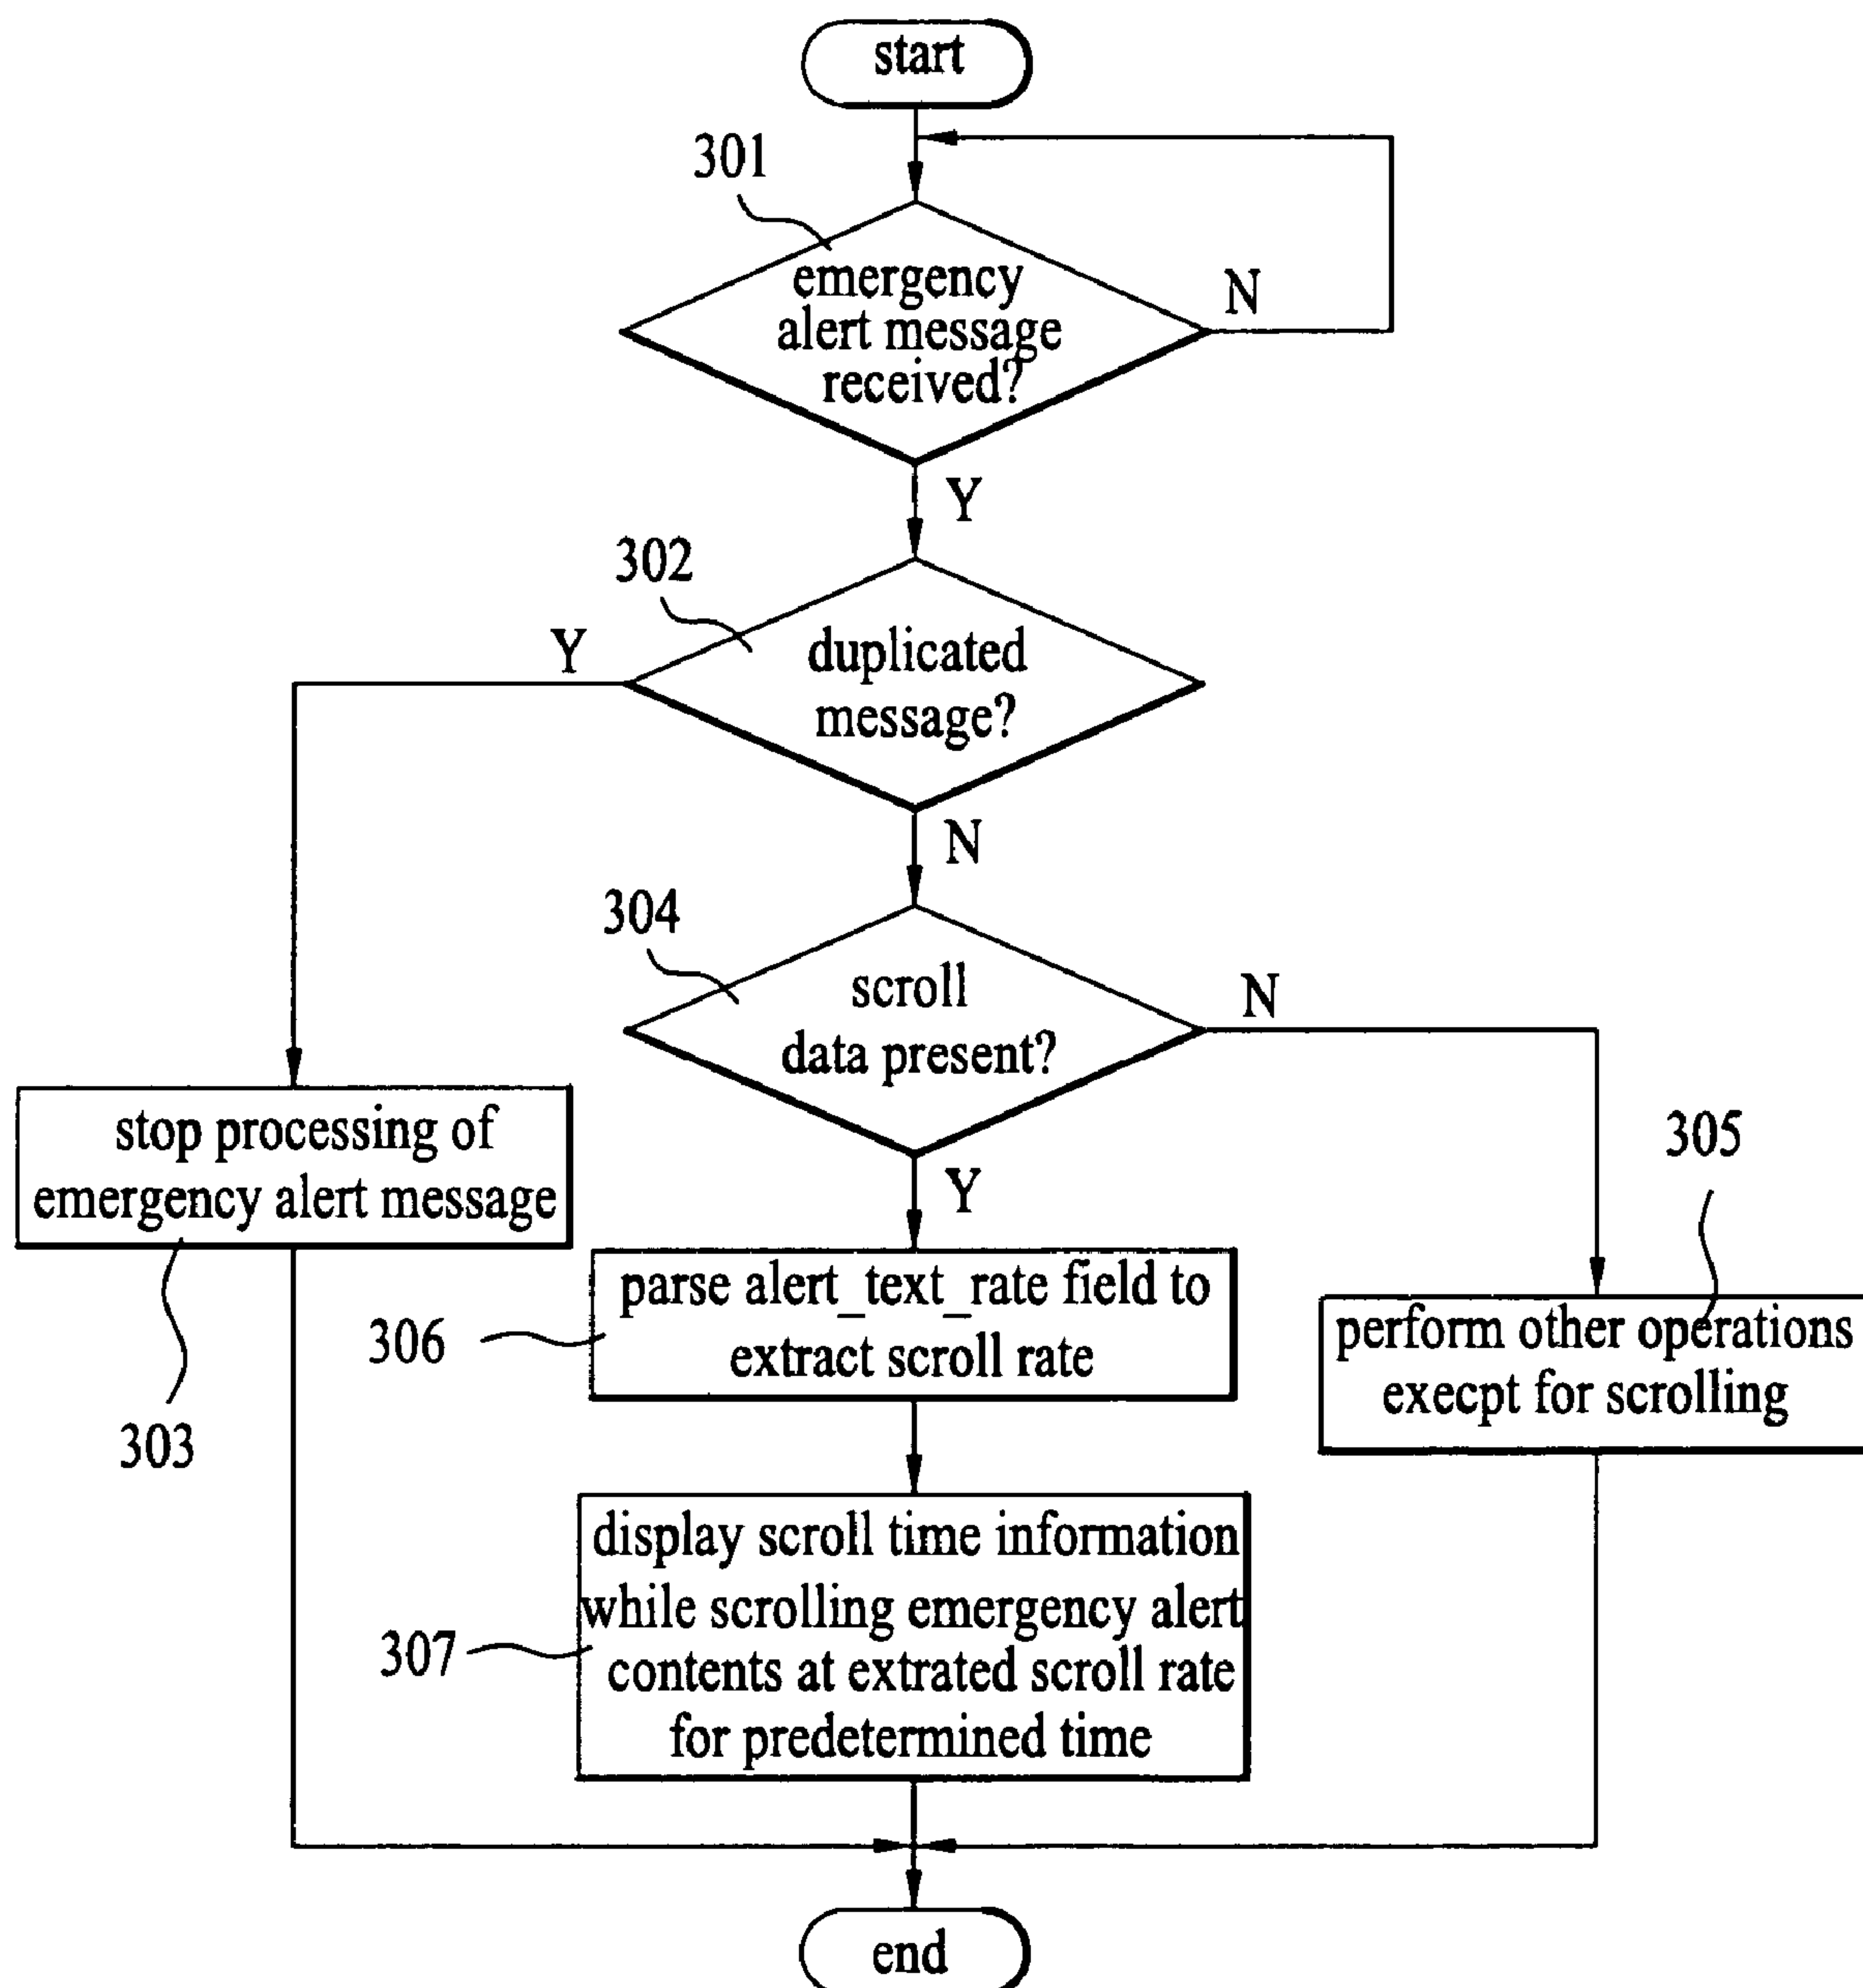 start
301
emergency
alert message
received?
N
Y
302
duplicated
message?
Y
N
304
scroll
data present?
N
Y
stop processing of
emergency alert message
303
305
parse alert_text_rate field to
extract scroll rate
306
perform other operations
execpt for scrolling
display scroll time information
while scrolling emergency alert
contents at extrated scroll rate
for predetermined time
307
end